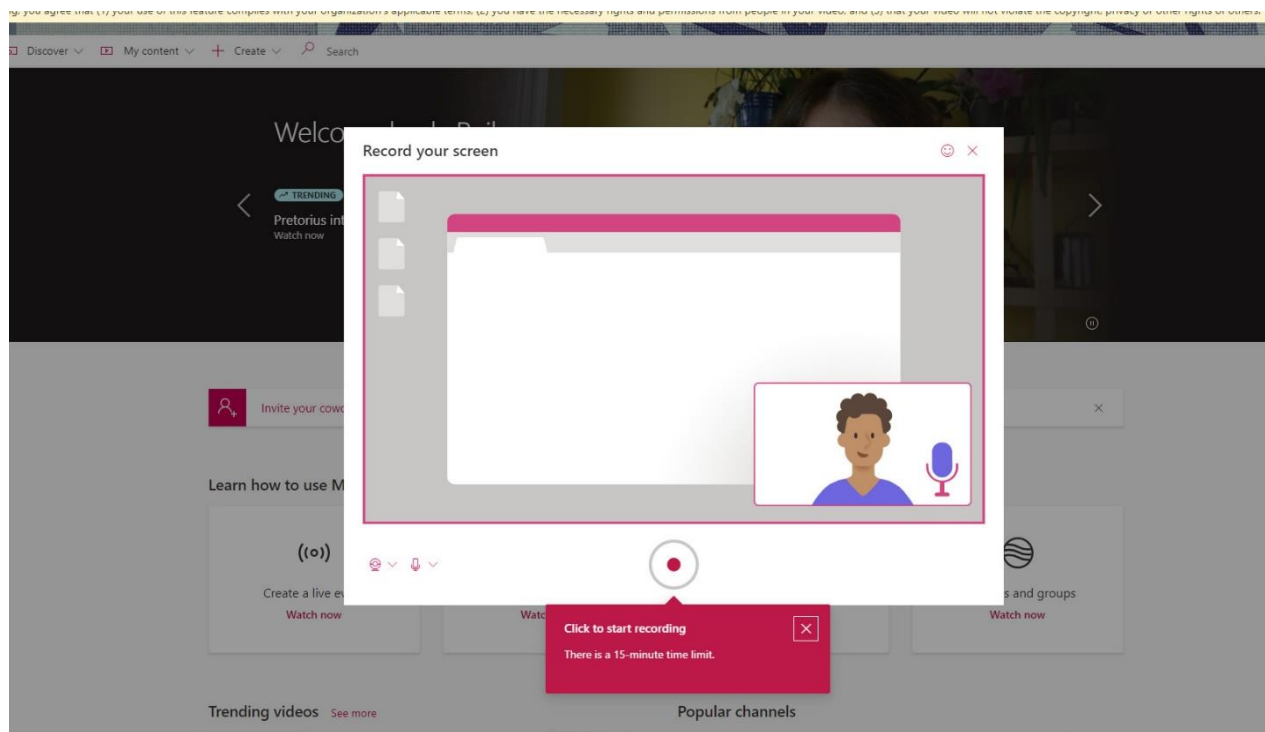 you agree that (1) your use of this feature complies with your organization's applicable terms; (2) you have the necessary rights and permissions from people in your video; and (3) that your video will not violate the copyright, privacy or other rights of others.
Discover My content Create Search
Record your screen
TRENDING
Pretorius int
Watch now
Invite your cowo
Learn how to use M
Create a live ev
Watch now
s and groups
Watch now
Click to start recording
There is a 15-minute time limit.
Trending videos See more
Popular channels